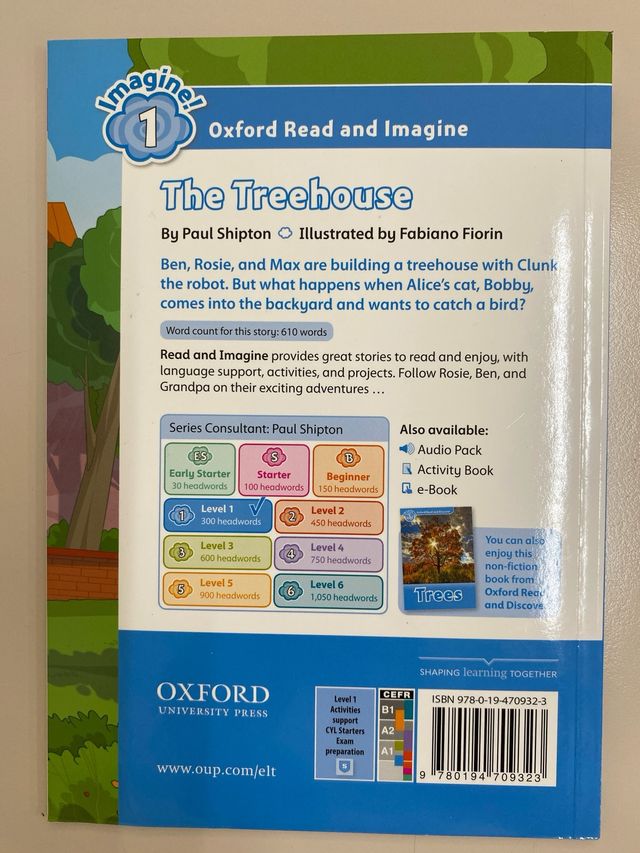 Imagine!
1
Oxford Read and Imagine
The Treehouse
By Paul Shipton Illustrated by Fabiano Fiorin
Ben, Rosie, and Max are building a treehouse with Clunk
the robot. But what happens when Alice's cat, Bobby,
comes into the backyard and wants to catch a bird?
Word count for this story: 610 words
Read and Imagine provides great stories to read and enjoy, with
language support, activities, and projects. Follow Rosie, Ben, and
Grandpa on their exciting adventures ...
Series Consultant: Paul Shipton
ES
Early Starter
30 headwords
S
Starter
100 headwords
B
Beginner
150 headwords
1
Level 1
300 headwords
2
Level 2
450 headwords
3
Level 3
600 headwords
4
Level 4
750 headwords
5
Level 5
900 headwords
6
Level 6
1,050 headwords
Also available:
Audio Pack
Activity Book
e-Book
Oxford Read and Discover
Trees
You can also
enjoy this
non-fiction
book from
Oxford Read
and Discover
SHAPING learning TOGETHER
OXFORD
UNIVERSITY PRESS
www.oup.com/elt
Level 1
Activities
support
CYL Starters
Exam
preparation
S
CEFR
B1
A2
A1
ISBN 978-0-19-470932-3
9 780194 709323